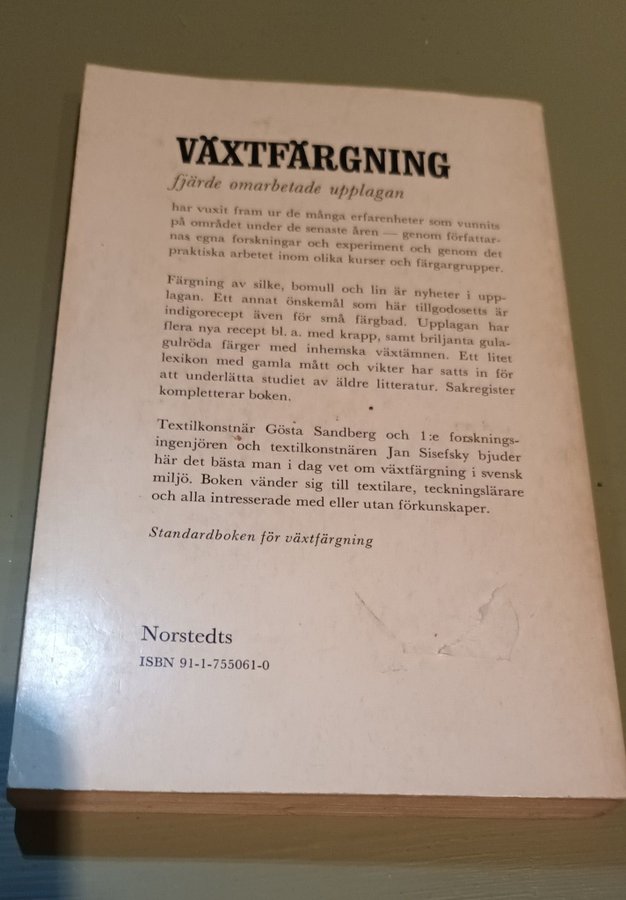 VÄXTFÄRGNING
fjärde omarbetade upplagan
har vuxit fram ur de många erfarenheter som vunnits
på området under de senaste åren — genom författar-
nas egna forskningar och experiment och genom det
praktiska arbetet inom olika kurser och färgargrupper.
Färgning av silke, bomull och lin är nyheter i upp-
lagan. Ett annat önskemål som här tillgodosetts är
indigorecept även för små färgbad. Upplagan har
flera nya recept bl. a. med krapp, samt briljanta gula-
gulröda färger med inhemska växtämnen. Ett litet
lexikon med gamla mått och vikter har satts in för
att underlätta studiet av äldre litteratur. Sakregister
kompletterar boken.
Textilkonstnär Gösta Sandberg och 1:e forsknings-
ingenjören och textilkonstnären Jan Sisefsky bjuder
här det bästa man i dag vet om växtfärgning i svensk
miljö. Boken vänder sig till textilare, teckningslärare
och alla intresserade med eller utan förkunskaper.
Standardboken för växtfärgning
Norstedts
ISBN 91-1-755061-0